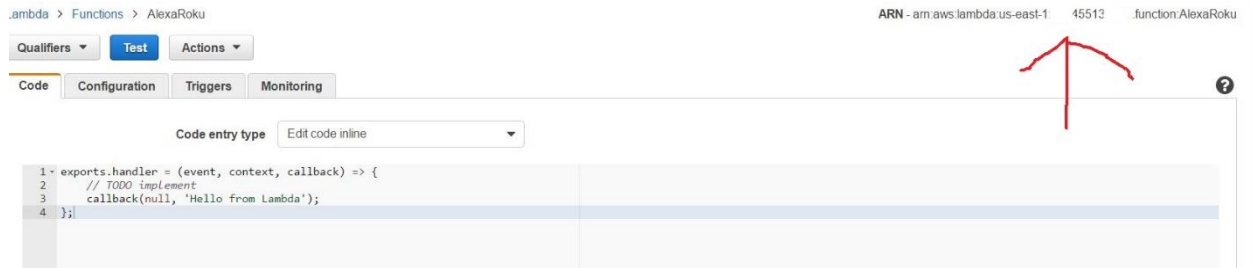 Lambda > Functions > AlexaRoku
ARN - arn:aws:lambda:us-east-1 45513 :function:AlexaRoku
Qualifiers Test Actions
Code Configuration Triggers Monitoring
?
Code entry type Edit code inline
1 exports.handler = (event, context, callback) => {
2 // TODO implement
3 callback(null, 'Hello from Lambda');
4 };